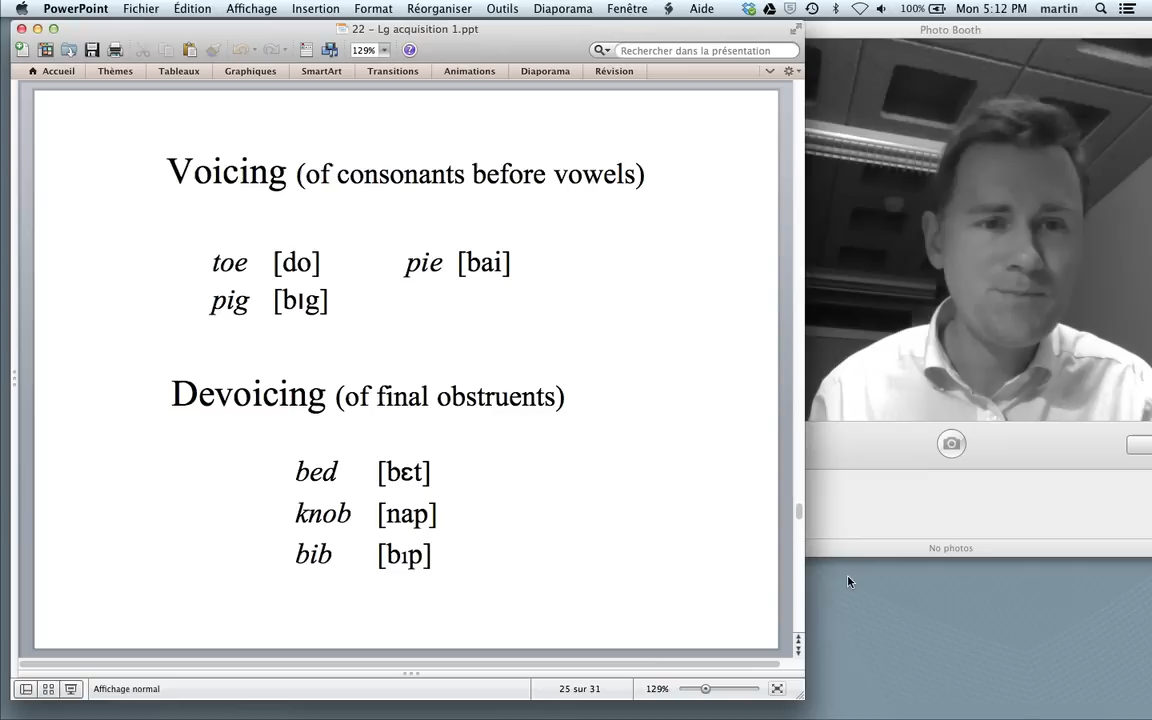 PowerPoint Fichier Édition Affichage Insertion Format Réorganiser Outils Diaporama Fenêtre Aide 100% Mon 5:12 PM martin
22 - Lg acquisition 1.ppt
Photo Booth
129% Rechercher dans la présentation
Accueil Thèmes Tableaux Graphiques SmartArt Transitions Animations Diaporama Révision
Voicing (of consonants before vowels)
toe [do] pie [bai]
pig [bɪg]
Devoicing (of final obstruents)
bed [bɛt]
knob [nap]
bib [bɪp]
No photos
Affichage normal 25 sur 31 129%